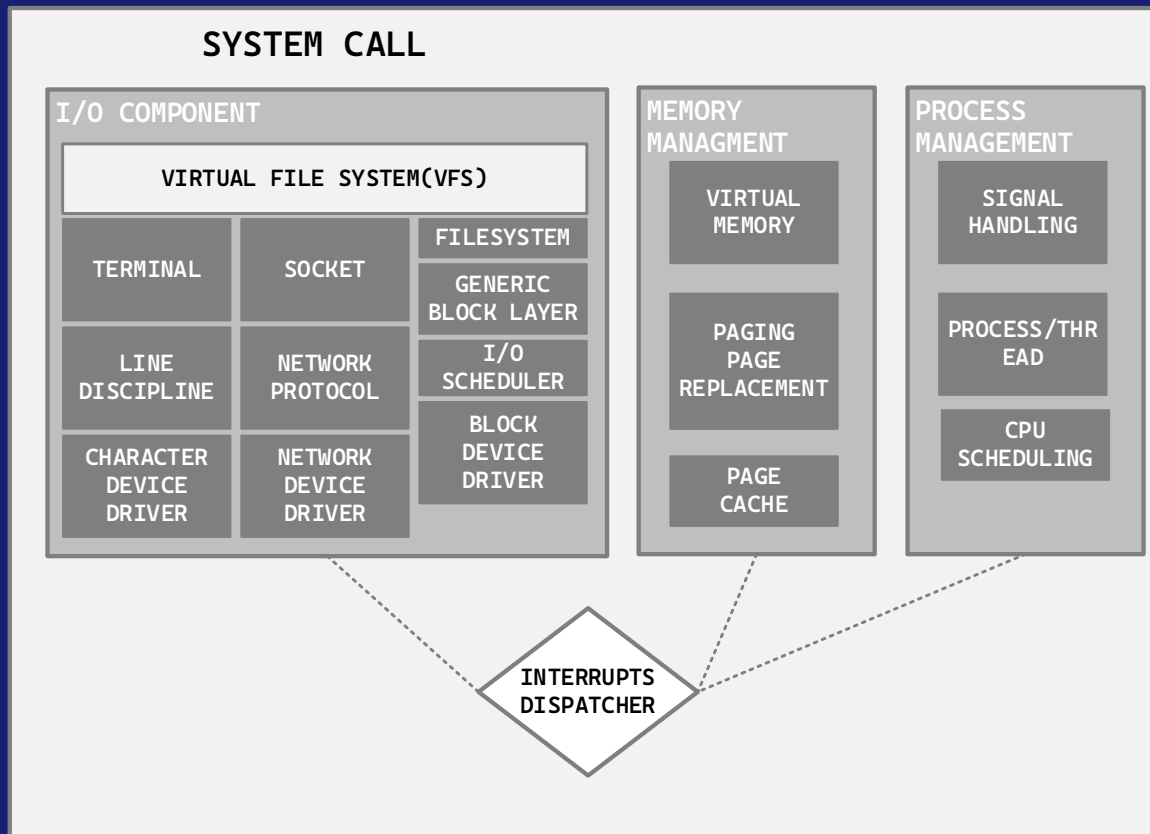 SYSTEM CALL
I/O COMPONENT
VIRTUAL FILE SYSTEM(VFS)
TERMINAL
SOCKET
FILESYSTEM
GENERIC
BLOCK LAYER
LINE
DISCIPLINE
NETWORK
PROTOCOL
I/O
SCHEDULER
CHARACTER
DEVICE
DRIVER
NETWORK
DEVICE
DRIVER
BLOCK
DEVICE
DRIVER
MEMORY
MANAGMENT
VIRTUAL
MEMORY
PAGING
PAGE
REPLACEMENT
PAGE
CACHE
PROCESS
MANAGEMENT
SIGNAL
HANDLING
PROCESS/THR
EAD
CPU
SCHEDULING
INTERRUPTS
DISPATCHER